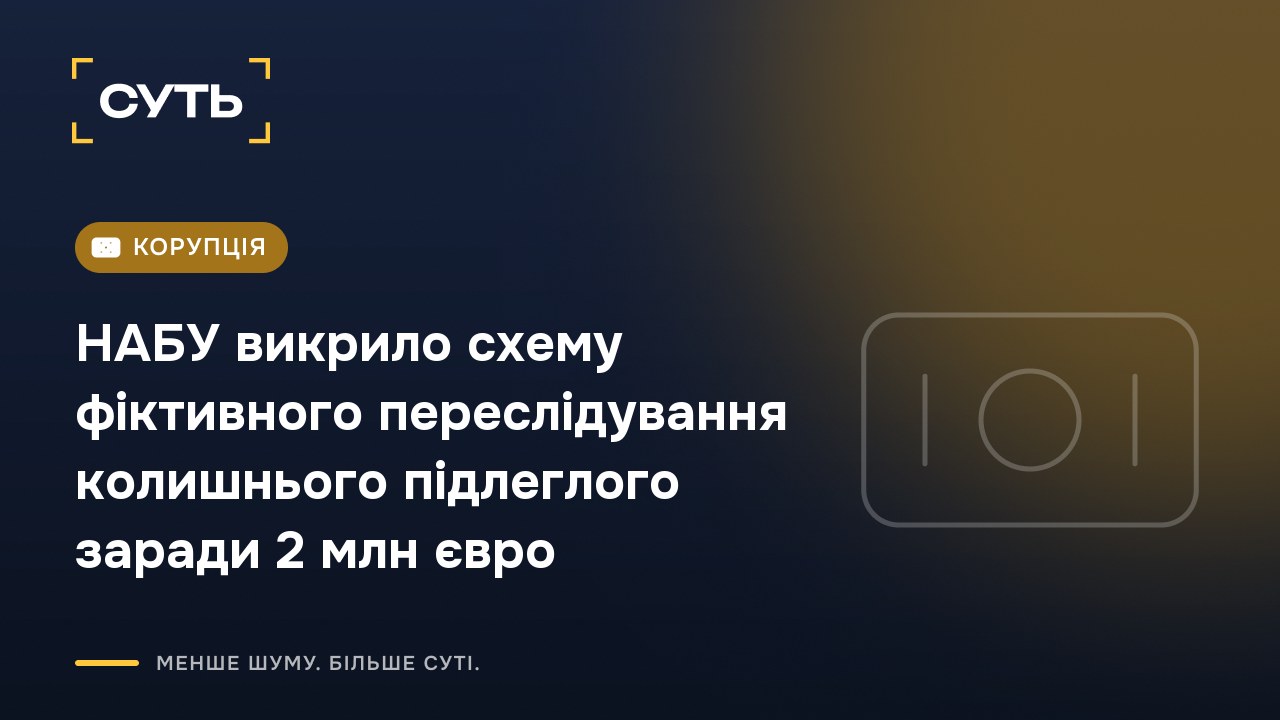 СУТЬ
КОРУПЦІЯ
НАБУ викрило схему
фіктивного переслідування
колишнього підлеглого
заради 2 млн євро
МЕНШЕ ШУМУ. БІЛЬШЕ СУТІ.